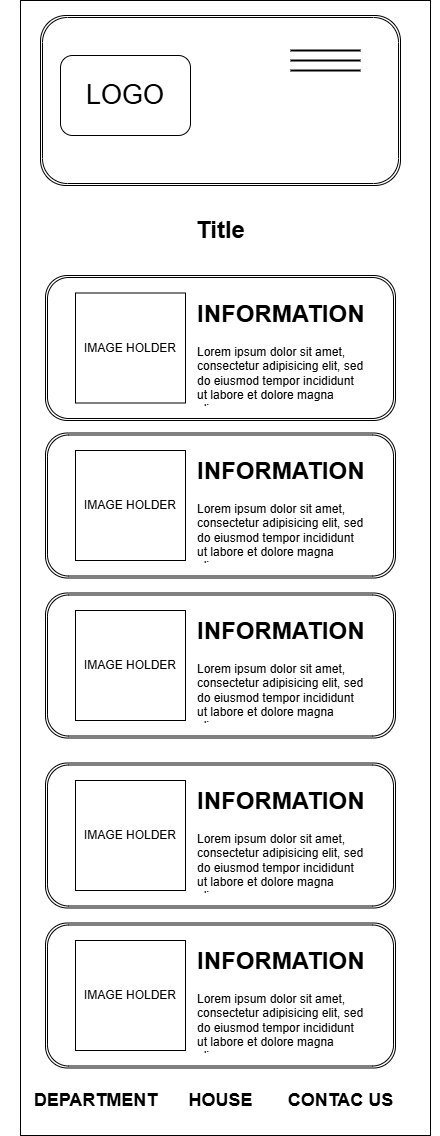 LOGO
Title
INFORMATION
IMAGE HOLDER
Lorem ipsum dolor sit amet,
consectetur adipisicing elit, sed
do eiusmod tempor incididunt
ut labore et dolore magna
INFORMATION
IMAGE HOLDER
Lorem ipsum dolor sit amet,
consectetur adipisicing elit, sed
do eiusmod tempor incididunt
ut labore et dolore magna
INFORMATION
IMAGE HOLDER
Lorem ipsum dolor sit amet,
consectetur adipisicing elit, sed
do eiusmod tempor incididunt
ut labore et dolore magna
INFORMATION
IMAGE HOLDER
Lorem ipsum dolor sit amet,
consectetur adipisicing elit, sed
do eiusmod tempor incididunt
ut labore et dolore magna
INFORMATION
IMAGE HOLDER
Lorem ipsum dolor sit amet,
consectetur adipisicing elit, sed
do eiusmod tempor incididunt
ut labore et dolore magna
DEPARTMENT HOUSE CONTAC US